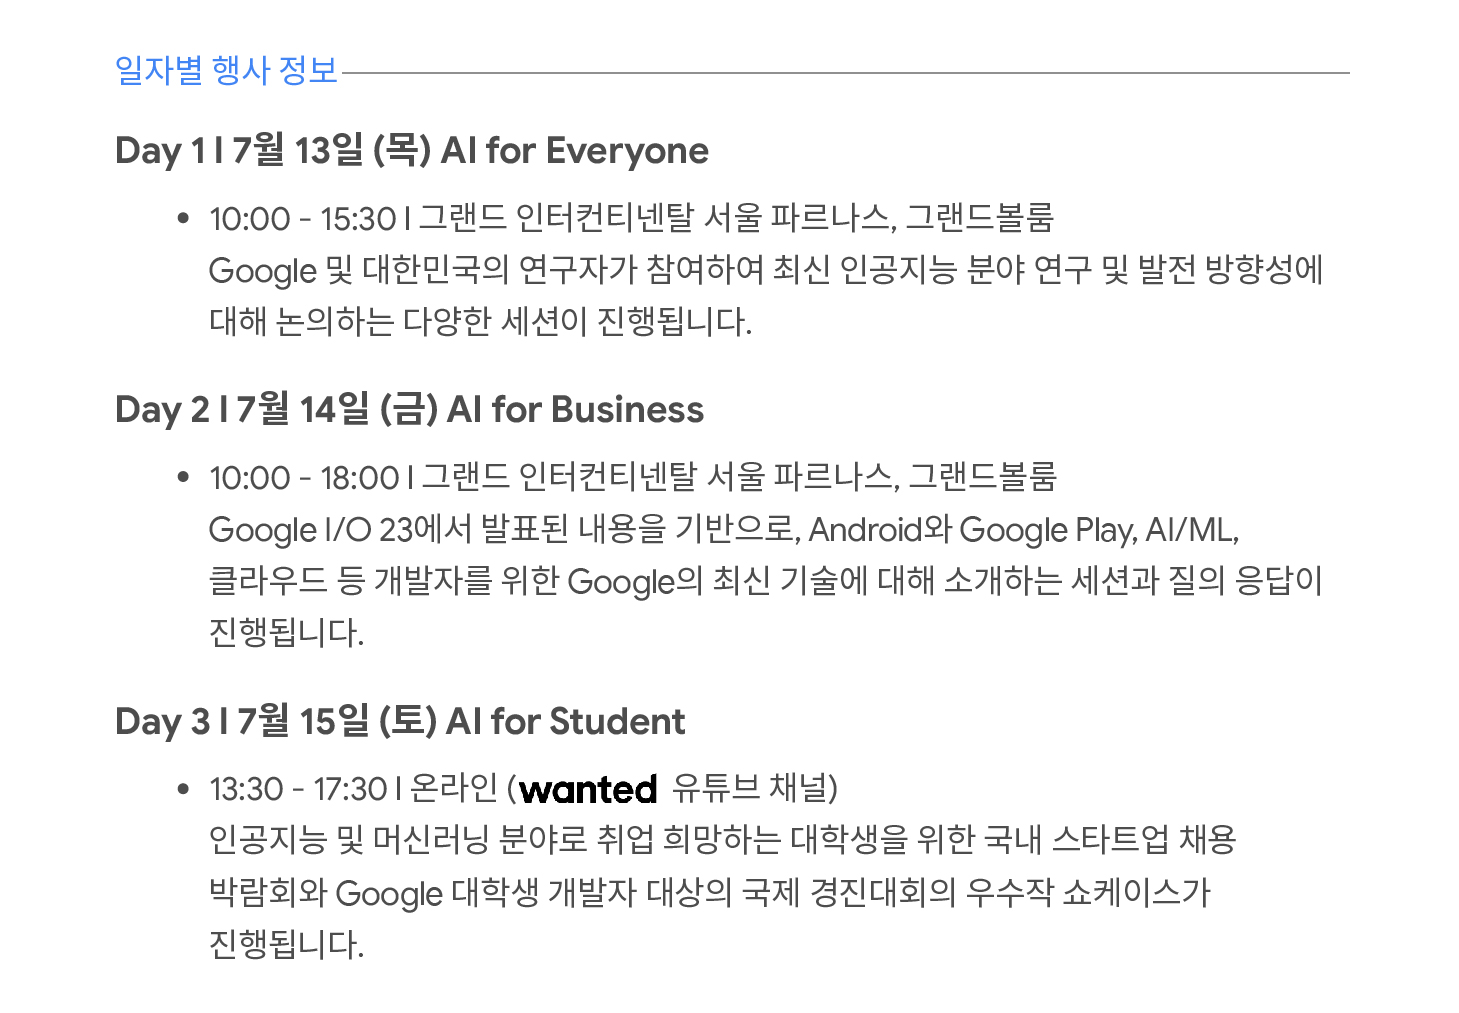 일자별 행사 정보
Day 1 I 7월 13일 (목) AI for Everyone
• 10:00 - 15:30 I 그랜드 인터컨티넨탈 서울 파르나스, 그랜드볼룸
Google 및 대한민국의 연구자가 참여하여 최신 인공지능 분야 연구 및 발전 방향성에
대해 논의하는 다양한 세션이 진행됩니다.
Day 2 I 7월 14일 (금) AI for Business
• 10:00 - 18:00 I 그랜드 인터컨티넨탈 서울 파르나스, 그랜드볼룸
Google I/O 23에서 발표된 내용을 기반으로, Android와 Google Play, AI/ML,
클라우드 등 개발자를 위한 Google의 최신 기술에 대해 소개하는 세션과 질의 응답이
진행됩니다.
Day 3 I 7월 15일 (토) AI for Student
• 13:30 - 17:30 I 온라인 (wanted 유튜브 채널)
인공지능 및 머신러닝 분야로 취업 희망하는 대학생을 위한 국내 스타트업 채용
박람회와 Google 대학생 개발자 대상의 국제 경진대회의 우수작 쇼케이스가
진행됩니다.